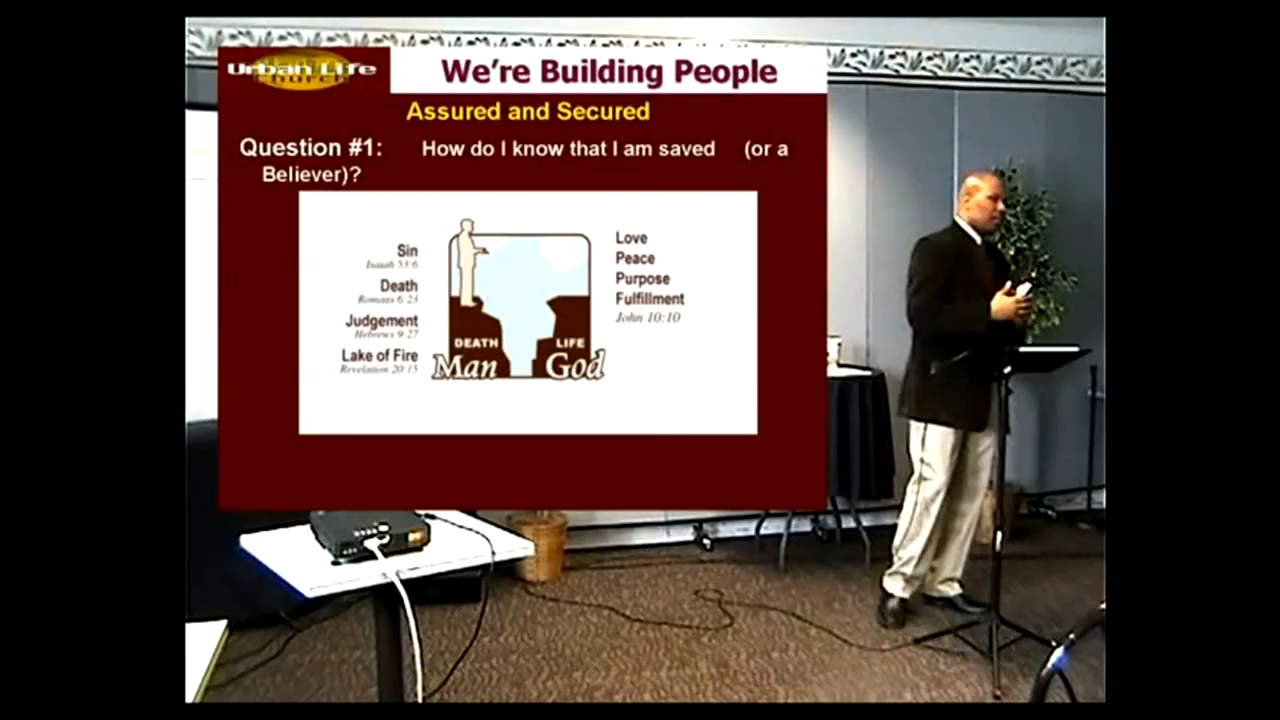 Urban Life
Church
We're Building People
Assured and Secured
Question #1: How do I know that I am saved (or a
Believer)?
Sin
Isaiah 53:6
Death
Romans 6:23
Judgement
Hebrews 9:27
Lake of Fire
Revelation 20:15
Love
Peace
Purpose
Fulfillment
John 10:10
DEATH
LIFE
Man
God